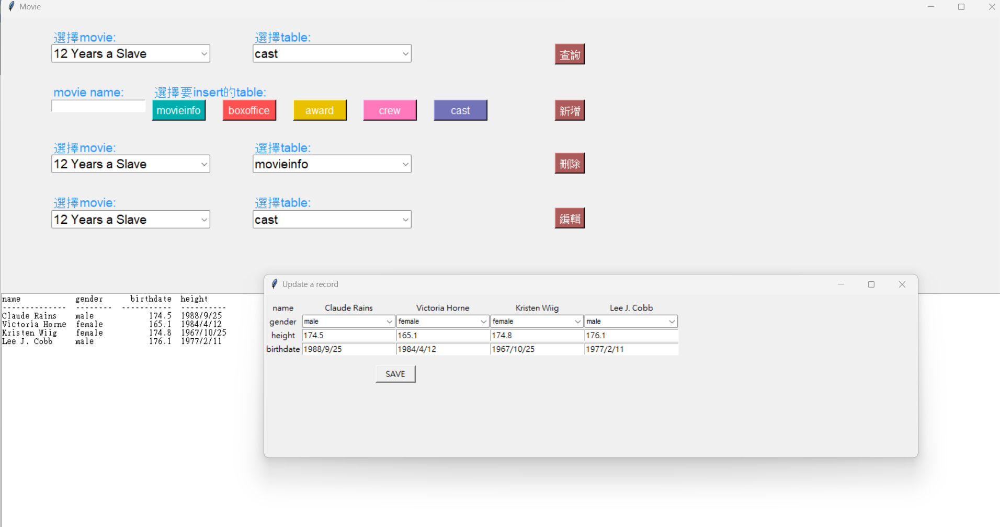 Movie
選擇movie: 選擇table:
12 Years a Slave cast 查詢
movie name: 選擇要insert的table:
movieinfo boxoffice award crew cast 新增
選擇movie: 選擇table:
12 Years a Slave movieinfo 刪除
選擇movie: 選擇table:
12 Years a Slave cast 編輯
name gender birthdate height
-------------- -------- ----------- ----------
Claude Rains male 174.5 1988/9/25
Victoria Horne female 165.1 1984/4/12
Kristen Wiig female 174.8 1967/10/25
Lee J. Cobb male 176.1 1977/2/11
Update a record
name Claude Rains Victoria Horne Kristen Wiig Lee J. Cobb
gender male female female male
height 174.5 165.1 174.8 176.1
birthdate 1988/9/25 1984/4/12 1967/10/25 1977/2/11
SAVE